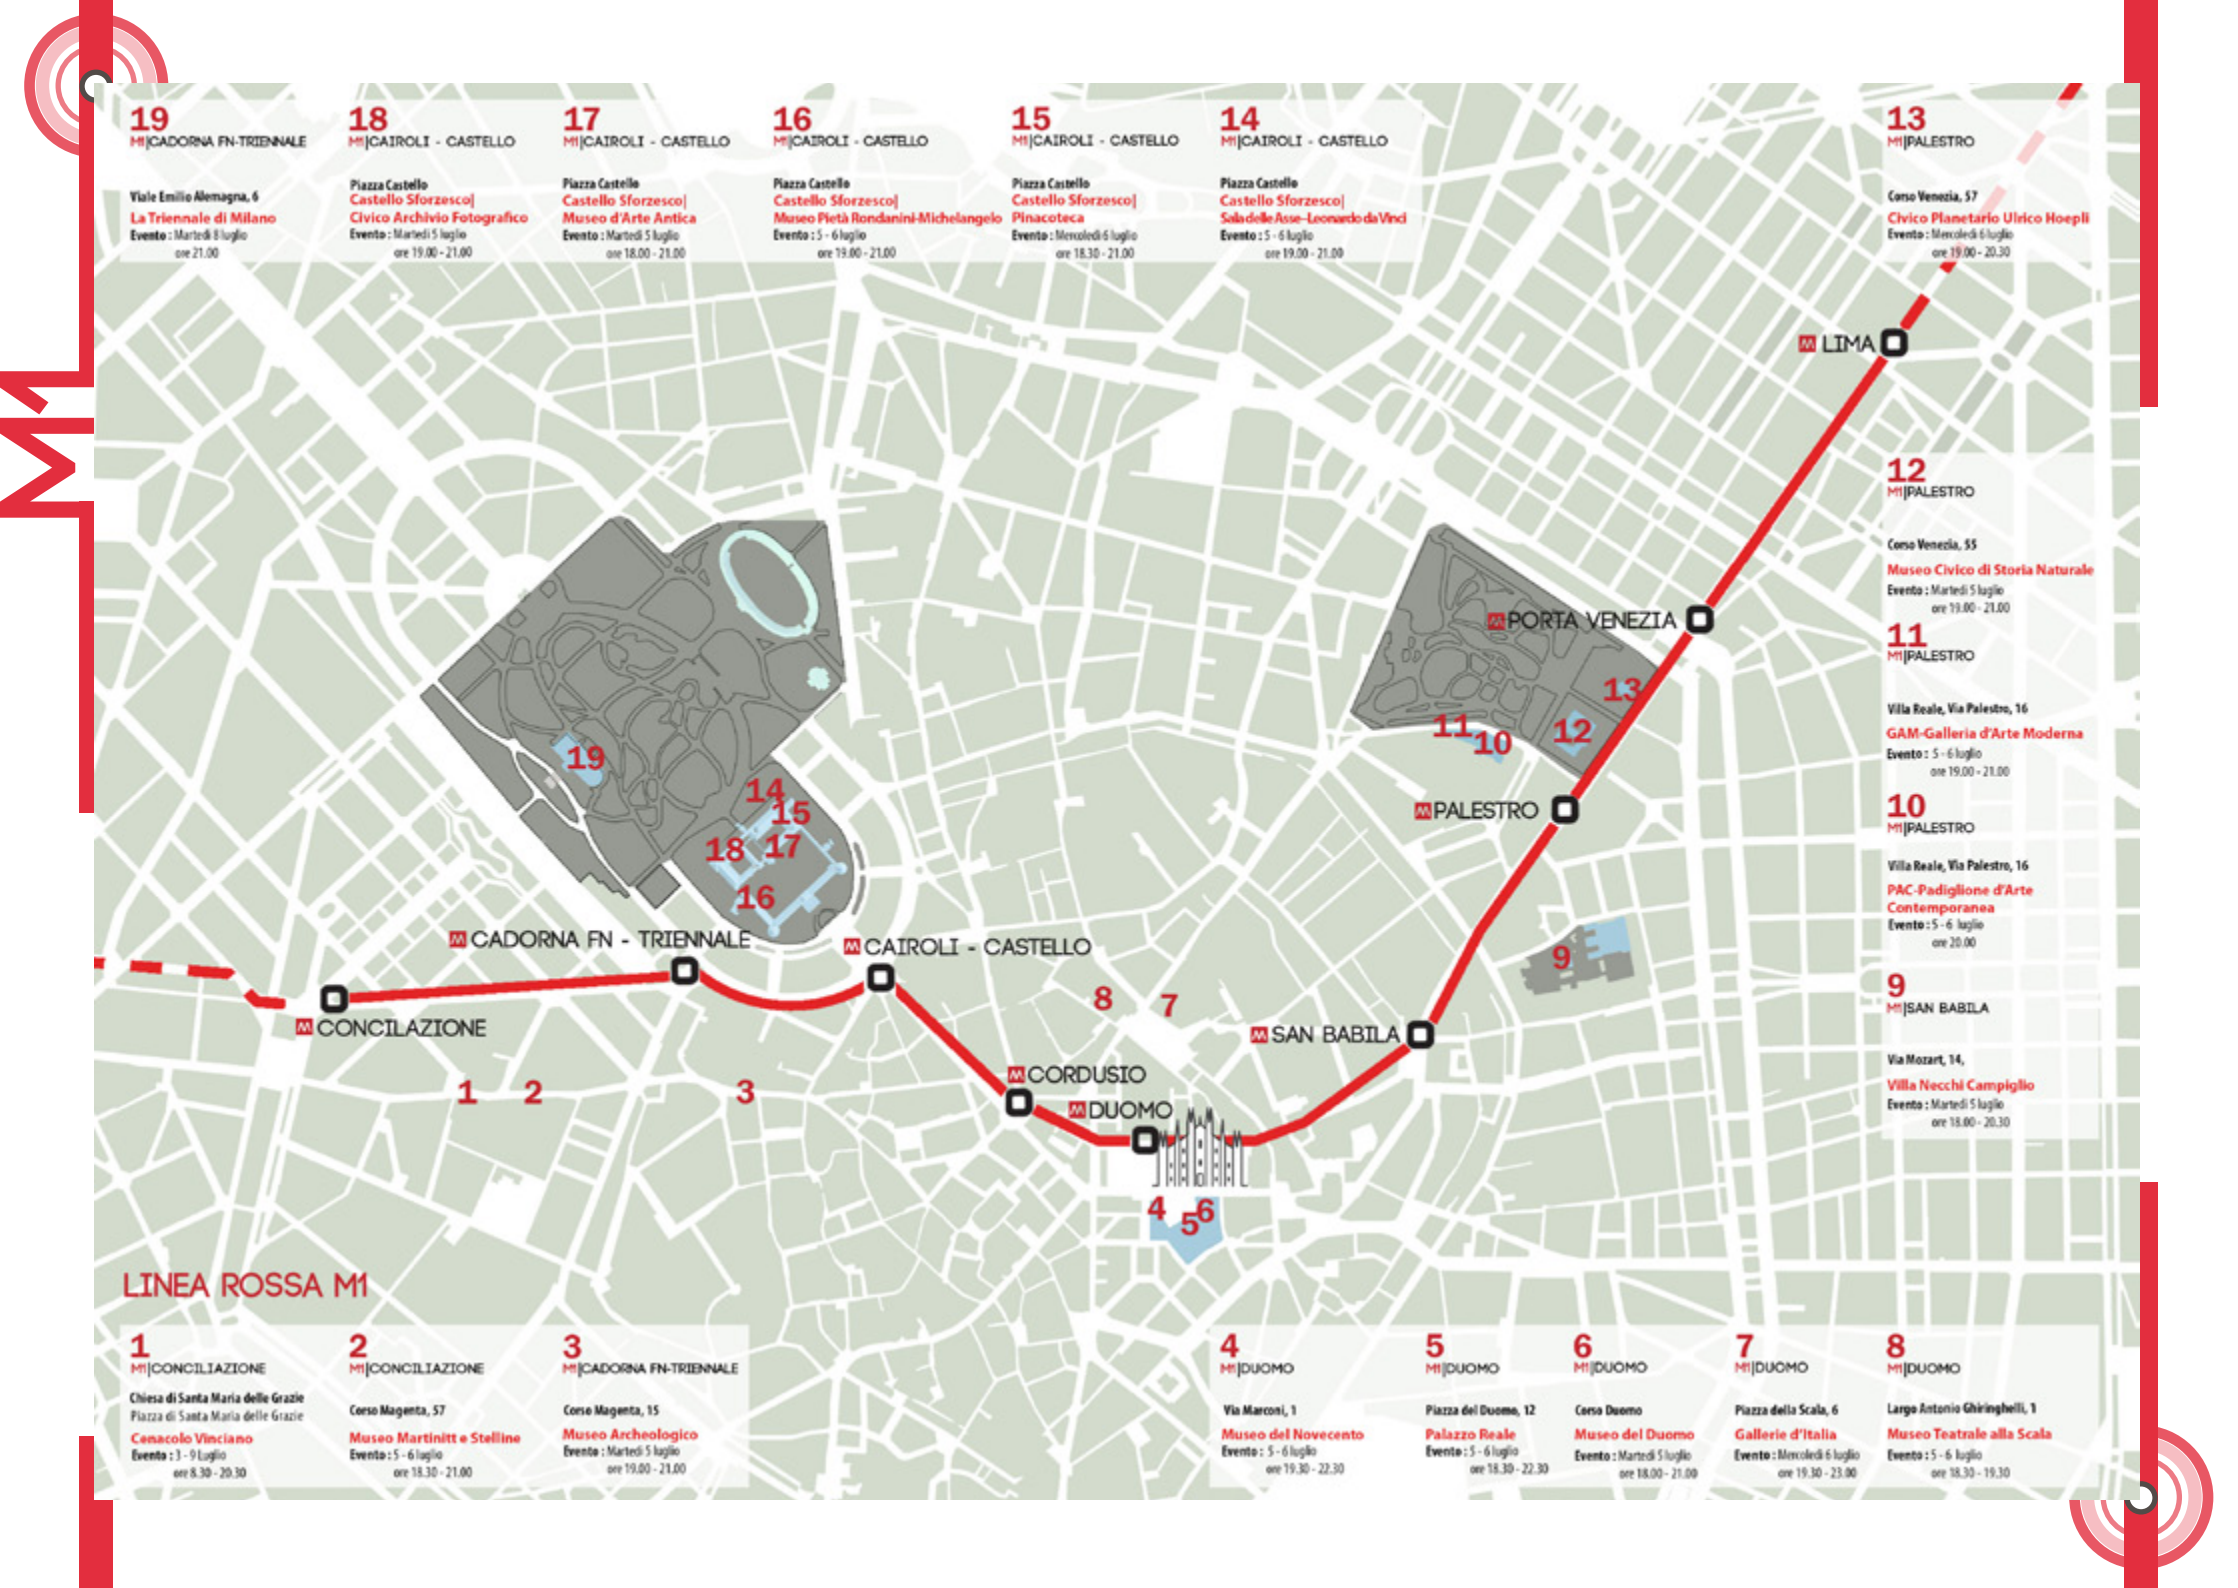 M1
19
M1|CADORNA FN-TRIENNALE
Viale Emilio Alemagna, 6
La Triennale di Milano
Evento : Martedì 8 luglio
ore 21.00
18
M1|CAIROLI - CASTELLO
Piazza Castello
Castello Sforzesco|
Civico Archivio Fotografico
Evento : Martedì 5 luglio
ore 19.00 - 21.00
17
M1|CAIROLI - CASTELLO
Piazza Castello
Castello Sforzesco|
Museo d'Arte Antica
Evento : Martedì 5 luglio
ore 18.00 - 21.00
16
M1|CAIROLI - CASTELLO
Piazza Castello
Castello Sforzesco|
Museo Pietà Rondanini-Michelangelo
Evento : 5 - 6 luglio
ore 19.00 - 21.00
15
M1|CAIROLI - CASTELLO
Piazza Castello
Castello Sforzesco|
Pinacoteca
Evento : Mercoledì 6 luglio
ore 18.30 - 21.00
14
M1|CAIROLI - CASTELLO
Piazza Castello
Castello Sforzesco|
Sala delle Asse-Leonardo da Vinci
Evento : 5 - 6 luglio
ore 19.00 - 21.00
13
M1|PALESTRO
Corso Venezia, 57
Civico Planetario Ulrico Hoepli
Evento : Mercoledì 6 luglio
ore 19.00 - 20.30
M LIMA
12
M1|PALESTRO
Corso Venezia, 55
Museo Civico di Storia Naturale
Evento : Martedì 5 luglio
ore 19.00 - 21.00
11
M1|PALESTRO
Villa Reale, Via Palestro, 16
GAM-Galleria d'Arte Moderna
Evento : 5 - 6 luglio
ore 19.00 - 21.00
10
M1|PALESTRO
Villa Reale, Via Palestro, 16
PAC-Padiglione d'Arte
Contemporanea
Evento : 5 - 6 luglio
ore 20.00
9
M1|SAN BABILA
Via Mozart, 14,
Villa Necchi Campiglio
Evento : Martedì 5 luglio
ore 18.00 - 20.30
M PORTA VENEZIA
13
11
12
10
19
14
15
M PALESTRO
18
17
16
M CADORNA FN - TRIENNALE
M CAIROLI - CASTELLO
9
8
7
M CONCILAZIONE
M SAN BABILA
M CORDUSIO
1
2
3
M DUOMO
4
5
6
LINEA ROSSA M1
1
M1|CONCILIAZIONE
Chiesa di Santa Maria delle Grazie
Piazza di Santa Maria delle Grazie
Cenacolo Vinciano
Evento : 3 - 9 Luglio
ore 8.30 - 20.30
2
M1|CONCILIAZIONE
Corso Magenta, 57
Museo Martinitt e Stelline
Evento : 5 - 6 luglio
ore 18.30 - 21.00
3
M1|CADORNA FN-TRIENNALE
Corso Magenta, 15
Museo Archeologico
Evento : Martedì 5 luglio
ore 19.00 - 21.00
4
M1|DUOMO
Via Marconi, 1
Museo del Novecento
Evento : 5 - 6 luglio
ore 19.30 - 22.30
5
M1|DUOMO
Piazza del Duomo, 12
Palazzo Reale
Evento : 5 - 6 luglio
ore 18.30 - 22.30
6
M1|DUOMO
Corso Duomo
Museo del Duomo
Evento : Martedì 5 luglio
ore 18.00 - 21.00
7
M1|DUOMO
Piazza della Scala, 6
Gallerie d'Italia
Evento : Mercoledì 6 luglio
ore 19.30 - 23.00
8
M1|DUOMO
Largo Antonio Ghiringhelli, 1
Museo Teatrale alla Scala
Evento : 5 - 6 luglio
ore 18.30 - 19.30